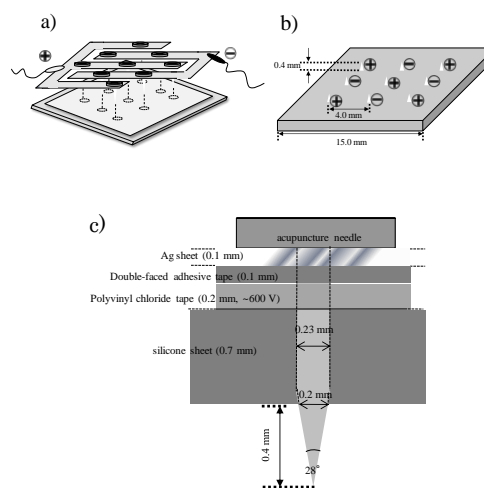 a)
⊕
⊖
b)
0.4 mm
⊕ ⊖ ⊕
⊖ ⊕ ⊖
⊕ ⊖ ⊕
4.0 mm
15.0 mm
c)
acupuncture needle
Ag sheet (0.1 mm)
Double-faced adhesive tape (0.1 mm)
Polyvinyl chloride tape (0.2 mm, ~600 V)
0.23 mm
silicone sheet (0.7 mm)
0.2 mm
0.4 mm
28°